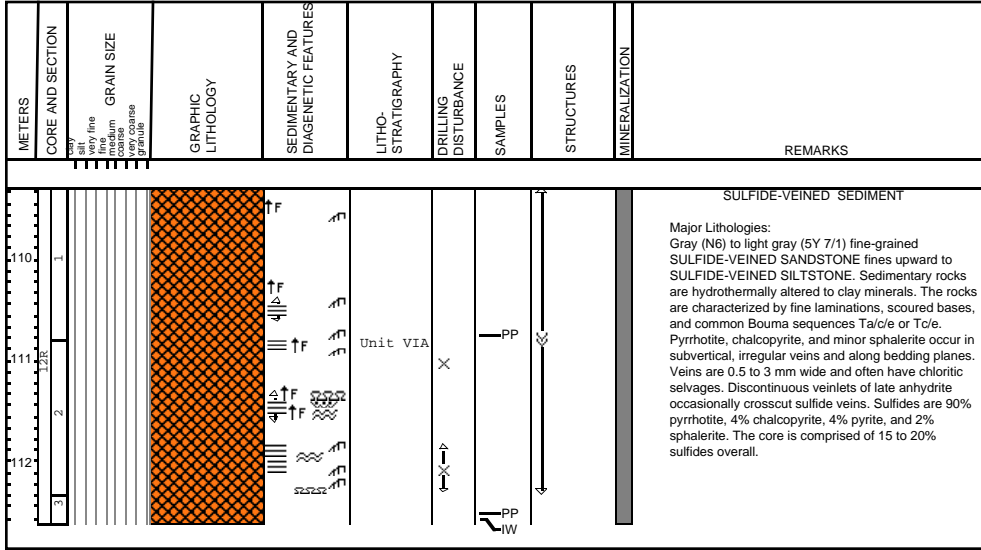 METERS
CORE AND SECTION
GRAIN SIZE
clay
silt
very fine
fine
medium
coarse
very coarse
granule
GRAPHIC
LITHOLOGY
SEDIMENTARY AND
DIAGENETIC FEATURES
LITHO-
STRATIGRAPHY
DRILLING
DISTURBANCE
SAMPLES
STRUCTURES
MINERALIZATION
REMARKS
110
111
112
12R
1
2
3
F
F
F
F
F
Unit VIA
PP
PP
IW
SULFIDE-VEINED SEDIMENT
Major Lithologies:
Gray (N6) to light gray (5Y 7/1) fine-grained
SULFIDE-VEINED SANDSTONE fines upward to
SULFIDE-VEINED SILTSTONE. Sedimentary rocks
are hydrothermally altered to clay minerals. The rocks
are characterized by fine laminations, scoured bases,
and common Bouma sequences Ta/c/e or Tc/e.
Pyrrhotite, chalcopyrite, and minor sphalerite occur in
subvertical, irregular veins and along bedding planes.
Veins are 0.5 to 3 mm wide and often have chloritic
selvages. Discontinuous veinlets of late anhydrite
occasionally crosscut sulfide veins. Sulfides are 90%
pyrrhotite, 4% chalcopyrite, 4% pyrite, and 2%
sphalerite. The core is comprised of 15 to 20%
sulfides overall.